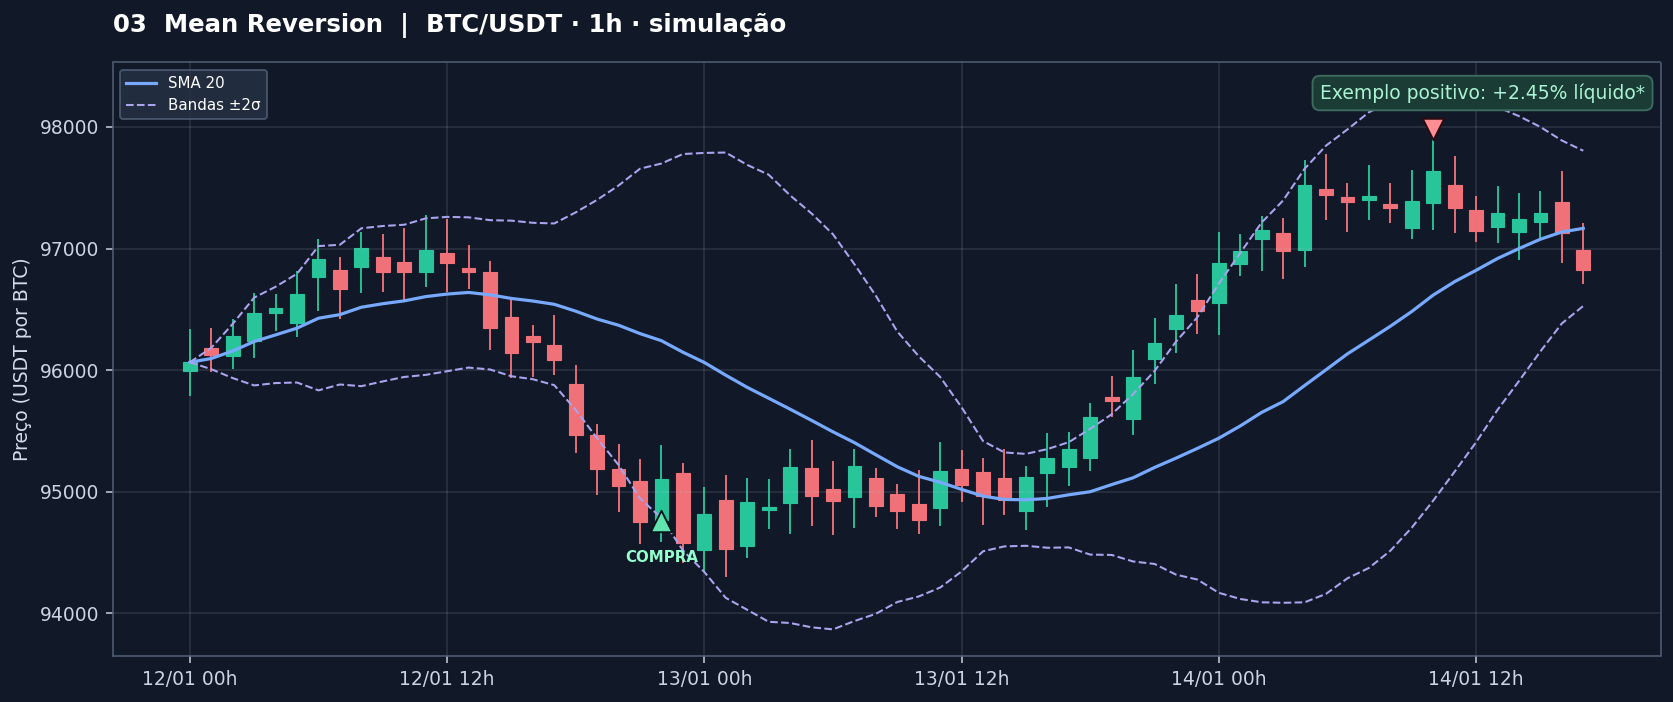 03 Mean Reversion | BTC/USDT · 1h · simulação
SMA 20
Bandas ±2σ
Exemplo positivo: +2.45% líquido*
98000
97000
96000
95000
94000
Preço (USDT por BTC)
COMPRA
12/01 00h
12/01 12h
13/01 00h
13/01 12h
14/01 00h
14/01 12h